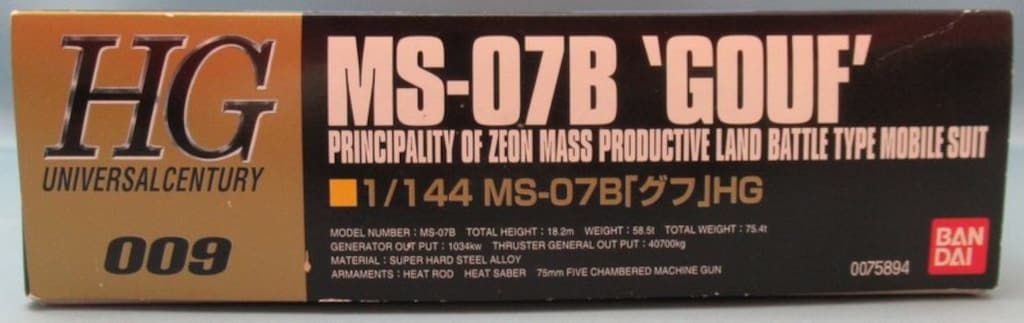 HG
UNIVERSAL CENTURY
009
MS-07B 'GOUF'
PRINCIPALITY OF ZEON MASS PRODUCTIVE LAND BATTLE TYPE MOBILE SUIT
1/144 MS-07B「グフ」HG
MODEL NUMBER : MS-07B TOTAL HEIGHT : 18.2m WEIGHT : 58.5t TOTAL WEIGHT : 75.4t
GENERATOR OUT PUT : 1034kw THRUSTER GENERAL OUT PUT : 40700kg
MATERIAL : SUPER HARD STEEL ALLOY
ARMAMENTS : HEAT ROD HEAT SABER 75mm FIVE CHAMBERED MACHINE GUN
0075894
BAN
DAI